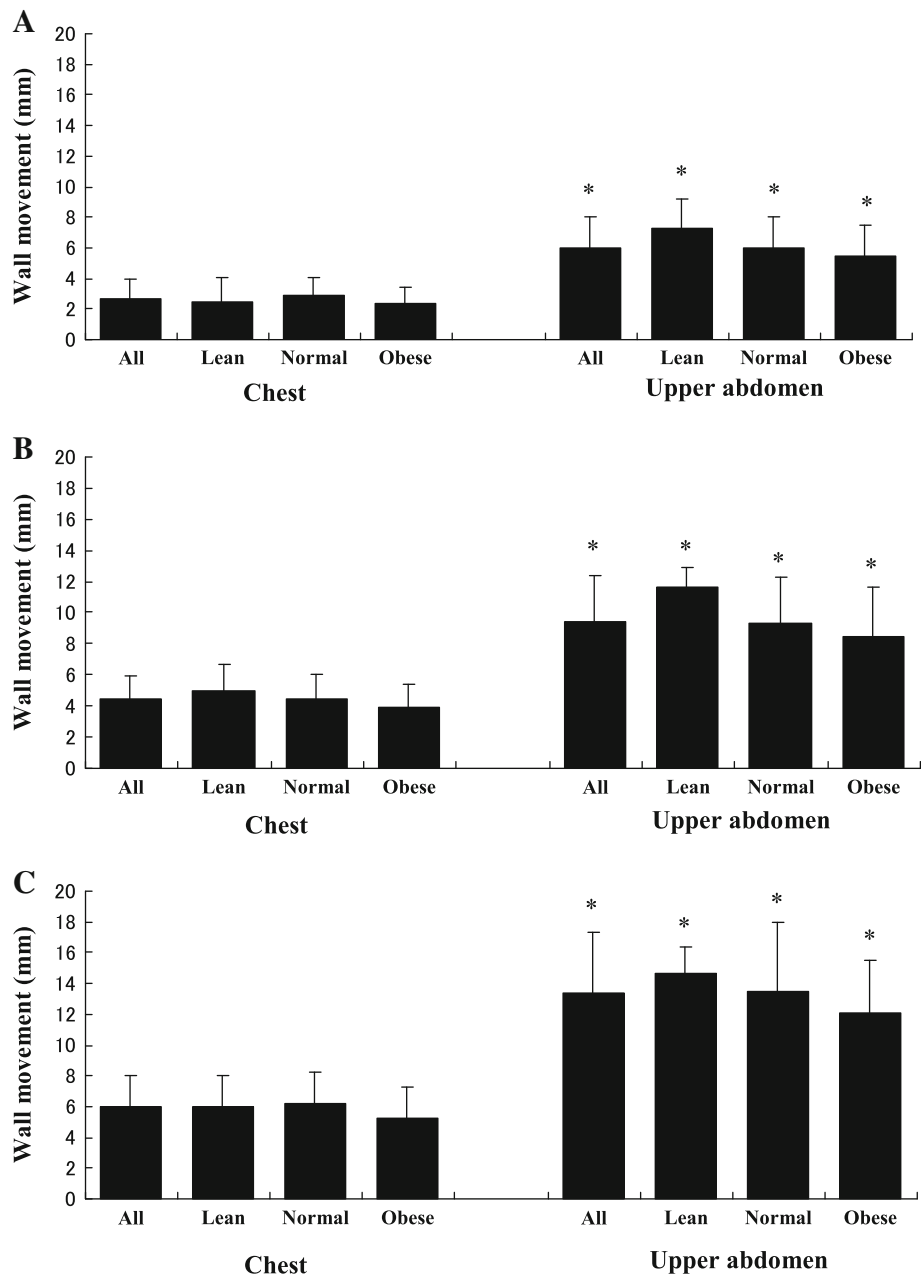 A
Wall movement (mm)
20
18
16
14
12
10
8
6
4
2
0
All Lean Normal Obese All Lean Normal Obese
Chest Upper abdomen
* * * *
B
Wall movement (mm)
20
18
16
14
12
10
8
6
4
2
0
All Lean Normal Obese All Lean Normal Obese
Chest Upper abdomen
* * * *
C
Wall movement (mm)
20
18
16
14
12
10
8
6
4
2
0
All Lean Normal Obese All Lean Normal Obese
Chest Upper abdomen
* * * *